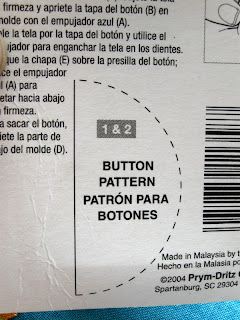 firmeza y apriete la tapa del botón (B) en
molde con el empujador azul (A).
le la tela por la tapa del botón y utilice el
ujador para enganchar la tela en los dientes.
que la chapa (E) sobre la presilla del botón;
ce el empujador
l (A) para
etar hacia abajo
firmeza.
a sacar el botón,
iete la parte de
jo del molde (D).
1 & 2
BUTTON
PATTERN
PATRÓN PARA
BOTONES
Made in Malaysia by t
Hecho en la Malasia po
©2004 Prym-Dritz
Spartanburg, SC 29304